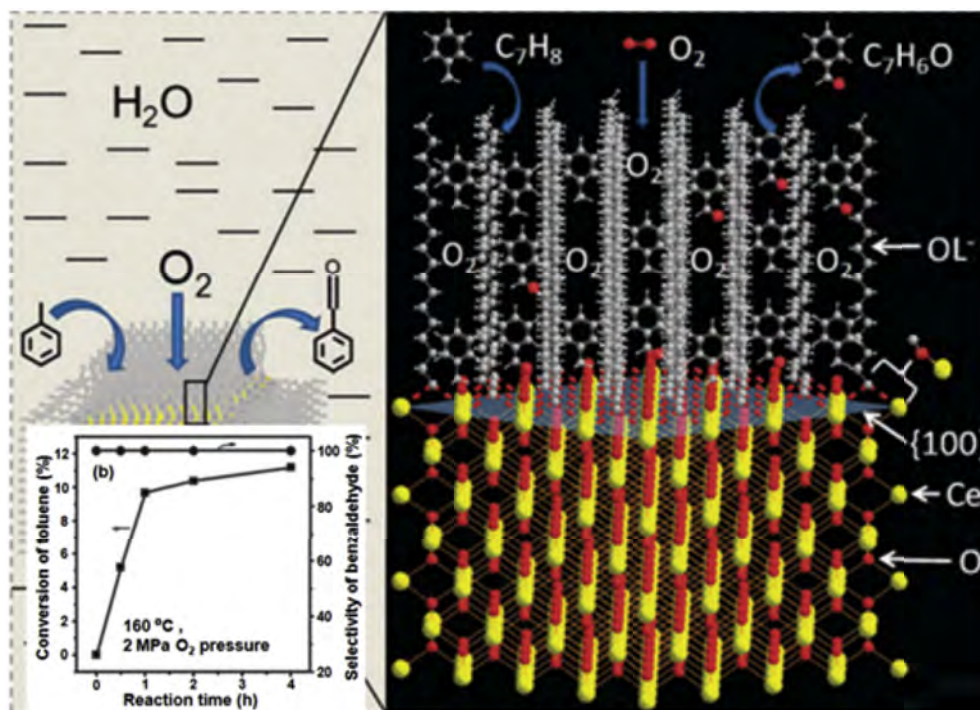 H₂O
O₂
O
C₇H₈
O₂
C₇H₆O
O₂
O₂
O₂
O₂
O₂
OL
{100}
Ce
O
(b)
Conversion of toluene (%)
12
10
8
6
4
2
0
Selectivity of benzaldehyde (%)
100
80
60
40
20
160 ºC ,
2 MPa O₂ pressure
0 1 2 3 4
Reaction time (h)